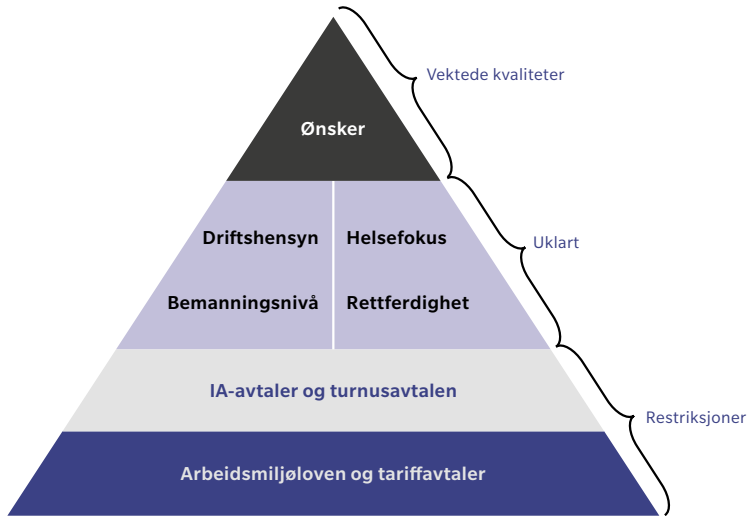 Vektede kvaliteter
Ønsker
Driftshensyn
Helsefokus
Uklart
Bemanningsnivå
Rettferdighet
IA-avtaler og turnusavtalen
Restriksjoner
Arbeidsmiljøloven og tariffavtaler